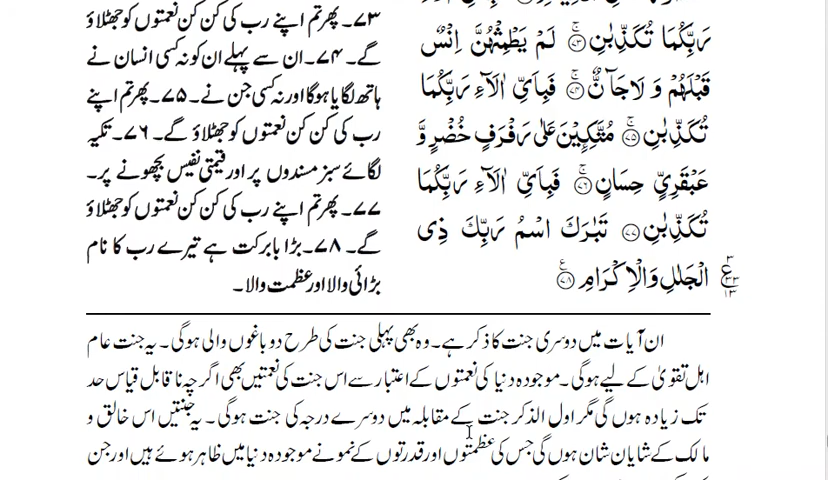 رَبِّكُمَا تُكَذِّبٰنِ ﴿۷۳﴾ لَمْ يَطْمِثْهُنَّ اِنْسٌ
قَبْلَهُمْ وَ لَا جَآنٌّ ﴿۷۴﴾ فَبِاَيِّ اٰلَآءِ رَبِّكُمَا
تُكَذِّبٰنِ ﴿۷۵﴾ مُتَّكِـِٕيْنَ عَلٰى رَفْرَفٍ خُضْرٍ وَّ
عَبْقَرِيٍّ حِسَانٍ ﴿۷۶﴾ فَبِاَيِّ اٰلَآءِ رَبِّكُمَا
تُكَذِّبٰنِ ﴿۷۷﴾ تَبٰرَكَ اسْمُ رَبِّكَ ذِی
الْجَلٰلِ وَالْاِكْرَامِ ﴿۷۸﴾
۷۳۔پھر تم اپنے رب کی کن کن نعمتوں کو جھٹلاؤ
گے۔۷۴۔ان سے پہلے ان کو نہ کسی انسان نے
ہاتھ لگایا ہوگا اور نہ کسی جن نے۔۷۵۔پھر تم اپنے
رب کی کن کن نعمتوں کو جھٹلاؤ گے۔۷۶۔تکیہ
لگائے سبز مسندوں پر اور قیمتی نفیس بچھونے پر۔
۷۷۔پھر تم اپنے رب کی کن کن نعمتوں کو جھٹلاؤ
گے۔۷۸۔بڑا بابرکت ہے تیرے رب کا نام
بڑائی والا اور عظمت والا۔
ان آیات میں دوسری جنت کا ذکر ہے۔ وہ بھی پہلی جنت کی طرح دو باغوں والی ہوگی۔ یہ جنت عام
اہل تقویٰ کے لیے ہوگی۔ موجودہ دنیا کی نعمتوں کے اعتبار سے اس جنت کی نعمتیں بھی اگرچہ ناقابل قیاس حد
تک زیادہ ہوں گی مگر اول الذکر جنت کے مقابلہ میں دوسرے درجہ کی جنت ہوگی۔ یہ جنتیں اس خالق و
مالک کے شایان شان ہوں گی جس کی عظمتوں اور قدرتوں کے نمونے موجودہ دنیا میں ظاہر ہوئے ہیں اور جن